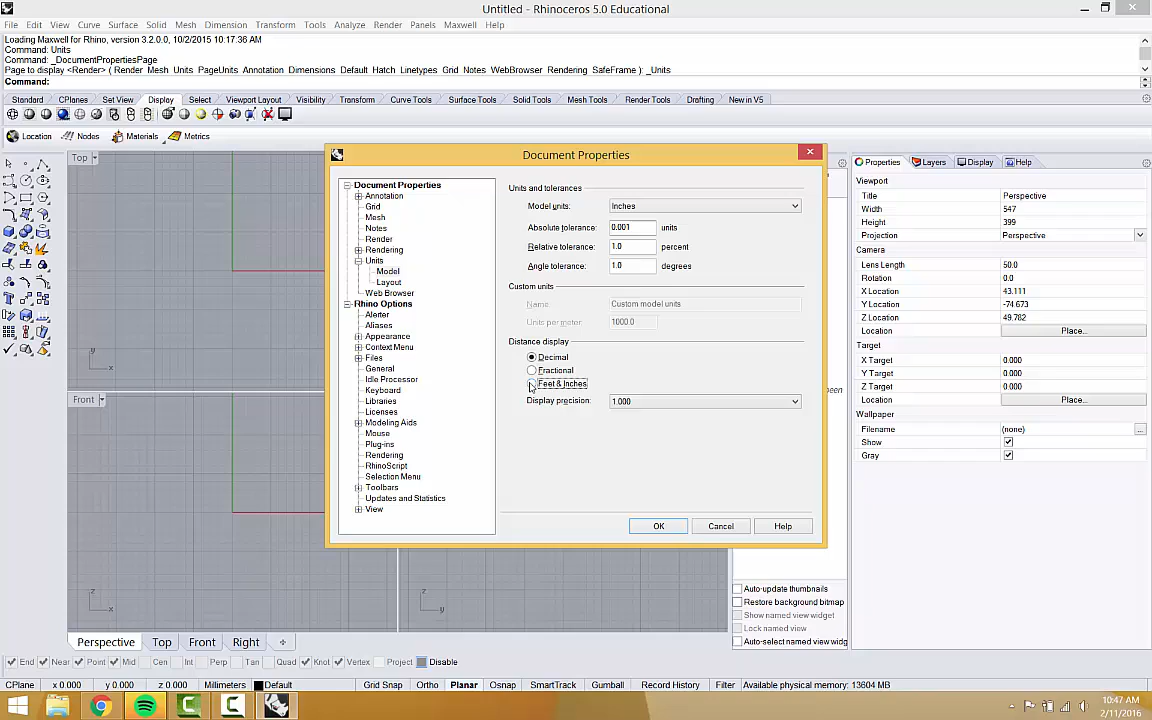 Untitled - Rhinoceros 5.0 Educational
File Edit View Curve Surface Solid Mesh Dimension Transform Tools Analyze Render Panels Maxwell Help
Loading Maxwell for Rhino, version 3.2.0.0, 10/2/2015 10:17:36 AM
Command: Units
Command: _DocumentPropertiesPage
Page to display <Render> ( Render Mesh Units PageUnits Annotation Dimensions Default Hatch Linetypes Grid Notes WebBrowser Rendering SafeFrame ): _Units
Command:
Standard CPlanes Set View Display Select Viewport Layout Visibility Transform Curve Tools Surface Tools Solid Tools Mesh Tools Render Tools Drafting New in V5
Location Nodes Materials Metrics
Top
Document Properties
Document Properties
Annotation
Grid
Mesh
Notes
Render
Rendering
Units
Model
Layout
Web Browser
Rhino Options
Alerter
Aliases
Appearance
Context Menu
Files
General
Idle Processor
Keyboard
Libraries
Licenses
Modeling Aids
Mouse
Plug-ins
Rendering
RhinoScript
Selection Menu
Toolbars
Updates and Statistics
View
Units and tolerances
Model units: Inches
Absolute tolerance: 0.001 units
Relative tolerance: 1.0 percent
Angle tolerance: 1.0 degrees
Custom units
Name: Custom model units
Units per meter: 1000.0
Distance display
Decimal
Fractional
Feet & Inches
Display precision: 1.000
OK Cancel Help
Properties Layers Display Help
Viewport
Title Perspective
Width 547
Height 399
Projection Perspective
Camera
Lens Length 50.0
Rotation 0.0
X Location 43.111
Y Location -74.673
Z Location 49.782
Location Place...
Target
X Target 0.000
Y Target 0.000
Z Target 0.000
Location Place...
Wallpaper
Filename (none) ...
Show
Gray
een
y
x
Front
z
x
z
y
Auto-update thumbnails
Restore background bitmap
Show named view widget
Lock named view
Auto-select named view widg
Perspective Top Front Right
End Near Point Mid Cen Int Perp Tan Quad Knot Vertex Project Disable
CPlane x 0.000 y 0.000 z 0.000 Millimeters Default Grid Snap Ortho Planar Osnap SmartTrack Gumball Record History Filter Available physical memory: 13604 MB
10:47 AM
2/11/2016